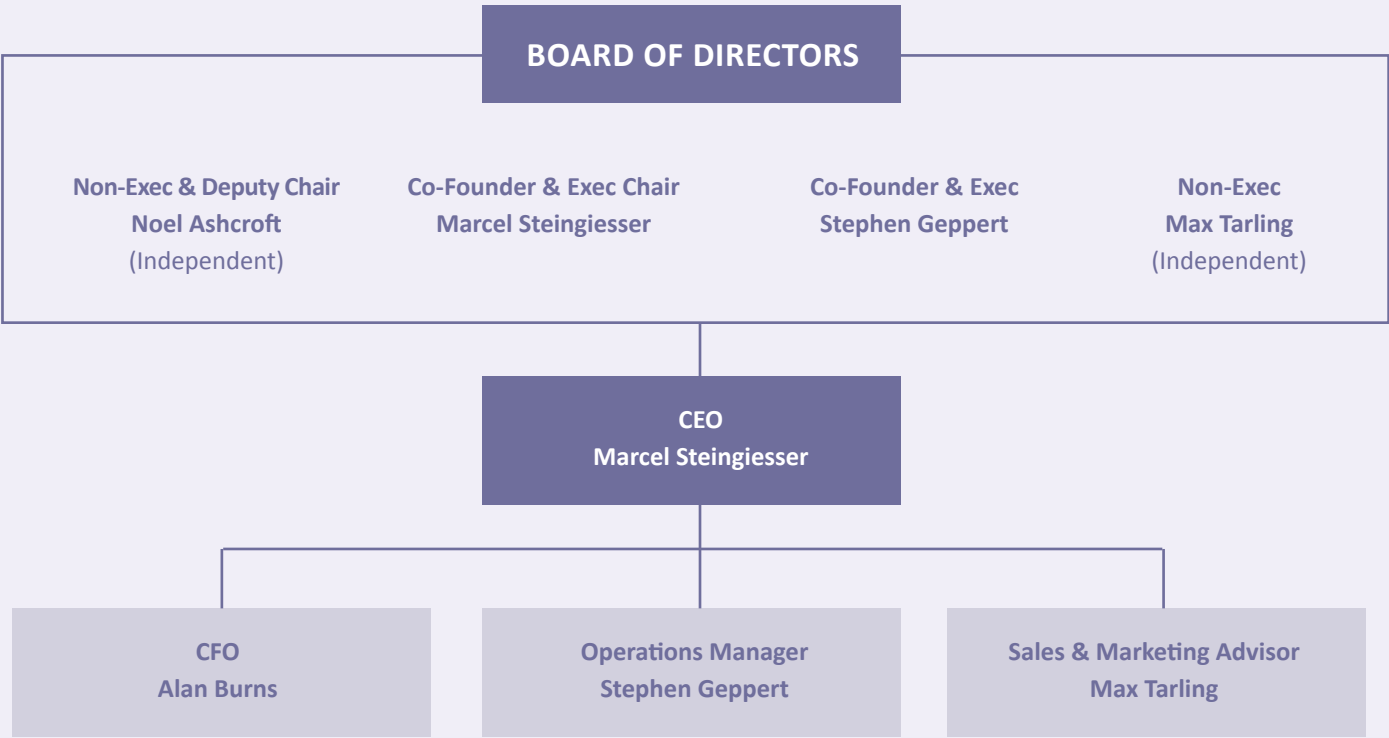 BOARD OF DIRECTORS
Non-Exec & Deputy Chair
Noel Ashcroft
(Independent)
Co-Founder & Exec Chair
Marcel Steingiesser
Co-Founder & Exec
Stephen Geppert
Non-Exec
Max Tarling
(Independent)
CEO
Marcel Steingiesser
CFO
Alan Burns
Operations Manager
Stephen Geppert
Sales & Marketing Advisor
Max Tarling